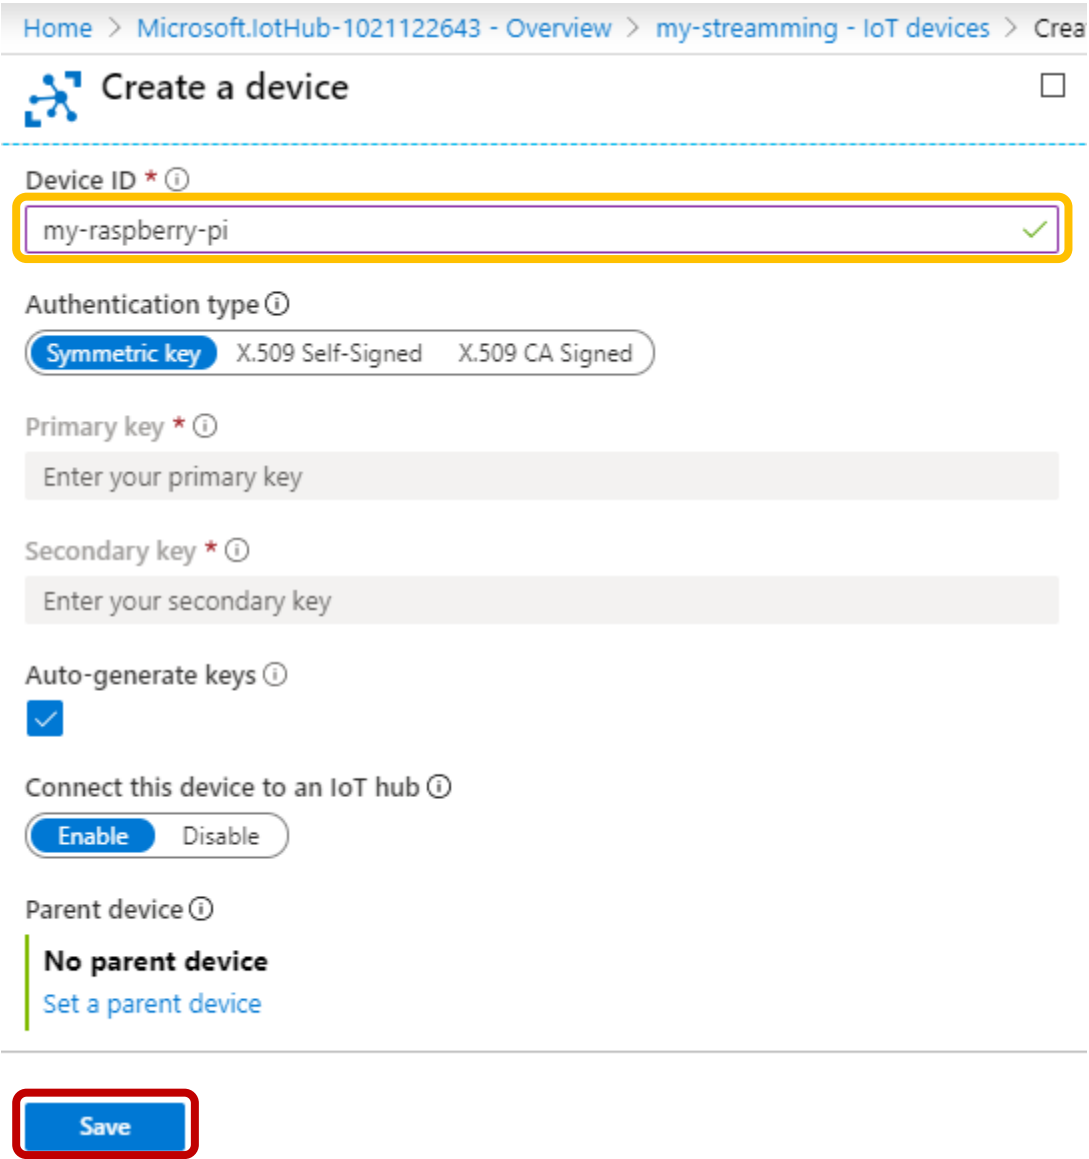 Home > Microsoft.IotHub-1021122643 - Overview > my-streamming - IoT devices > Crea
Create a device
Device ID *
my-raspberry-pi
Authentication type
Symmetric key X.509 Self-Signed X.509 CA Signed
Primary key *
Enter your primary key
Secondary key *
Enter your secondary key
Auto-generate keys
Connect this device to an IoT hub
Enable Disable
Parent device
No parent device
Set a parent device
Save